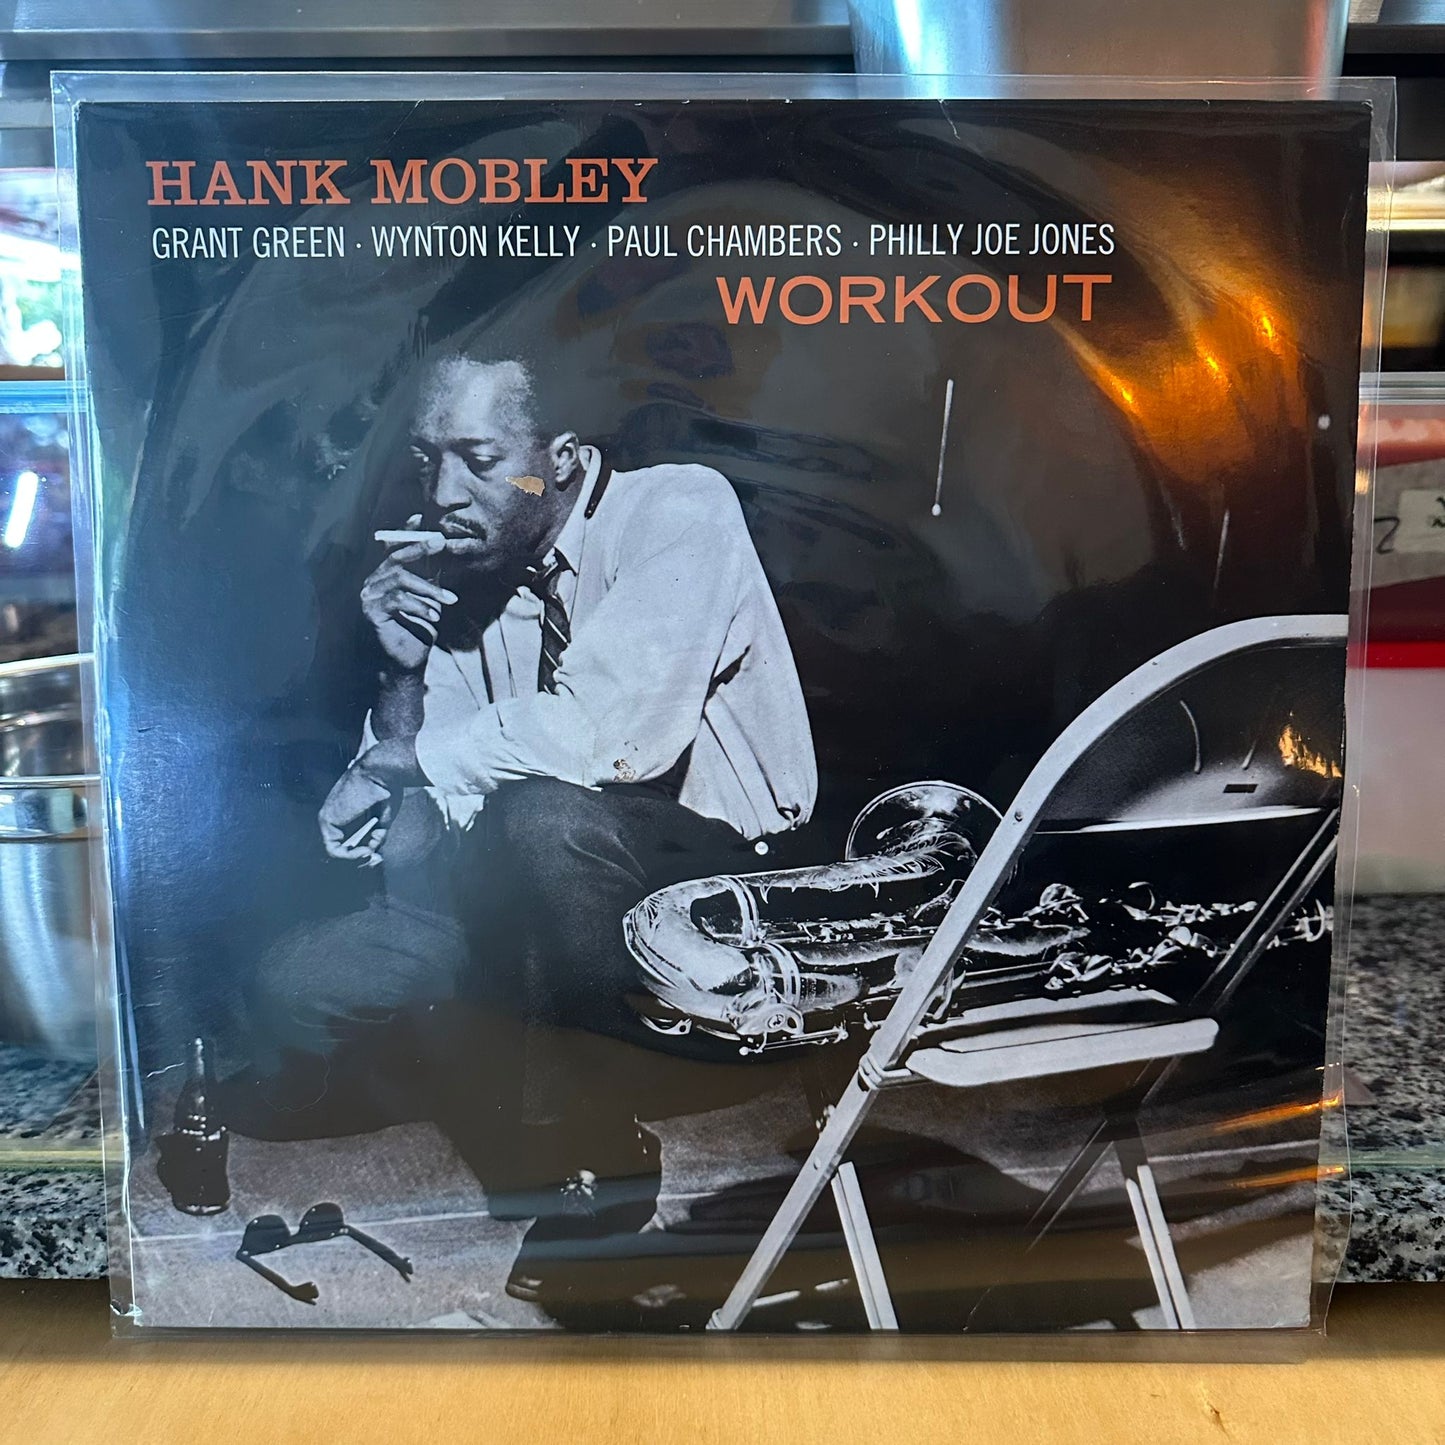 HANK MOBLEY
GRANT GREEN · WYNTON KELLY · PAUL CHAMBERS · PHILLY JOE JONES
WORKOUT